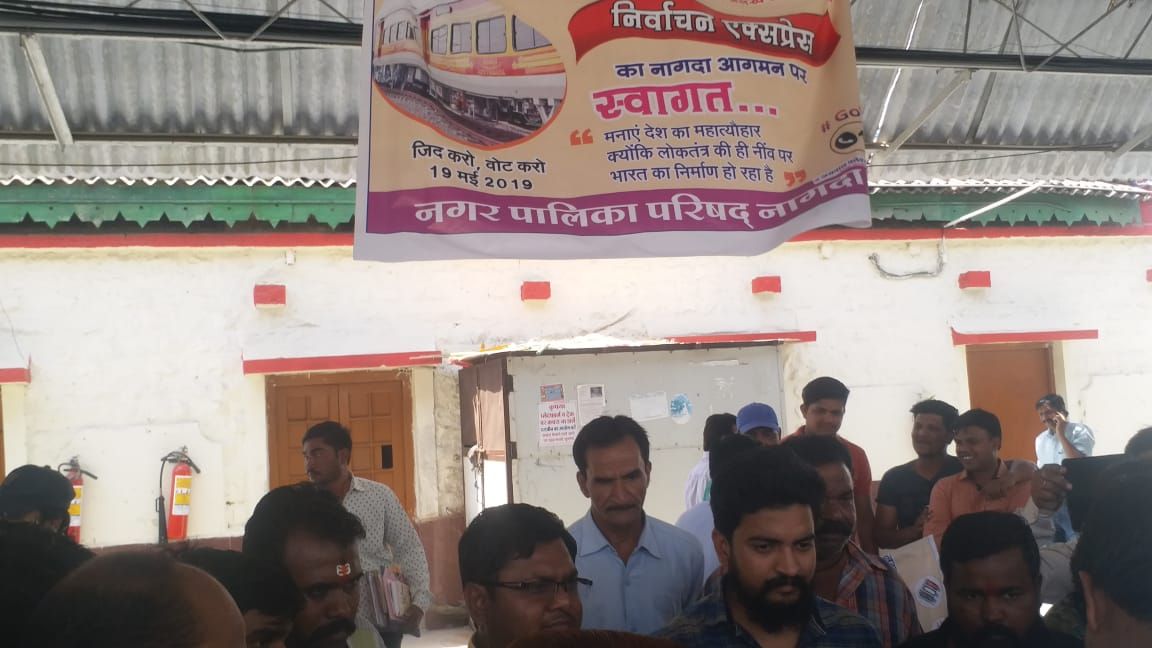 निर्वाचन एक्सप्रेस
का नागदा आगमन पर
स्वागत...
“ मनाएं देश का महात्यौहार
क्योंकि लोकतंत्र की ही नींव पर
भारत का निर्माण हो रहा है ”
जिद करो, वोट करो
19 मई 2019
नगर पालिका परिषद् नागदा
कृपया